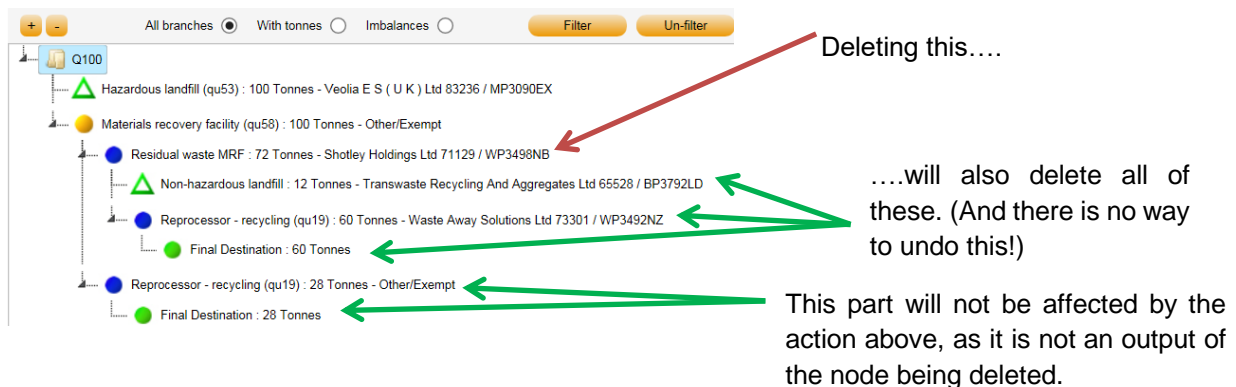 + - All branches With tonnes Imbalances Filter Un-filter
Q100
Hazardous landfill (qu53) : 100 Tonnes - Veolia E S ( U K ) Ltd 83236 / MP3090EX
Materials recovery facility (qu58) : 100 Tonnes - Other/Exempt
Residual waste MRF : 72 Tonnes - Shotley Holdings Ltd 71129 / WP3498NB
Non-hazardous landfill : 12 Tonnes - Transwaste Recycling And Aggregates Ltd 65528 / BP3792LD
Reprocessor - recycling (qu19) : 60 Tonnes - Waste Away Solutions Ltd 73301 / WP3492NZ
Final Destination : 60 Tonnes
Reprocessor - recycling (qu19) : 28 Tonnes - Other/Exempt
Final Destination : 28 Tonnes
Deleting this….
….will also delete all of
these. (And there is no way
to undo this!)
This part will not be affected by the
action above, as it is not an output of
the node being deleted.